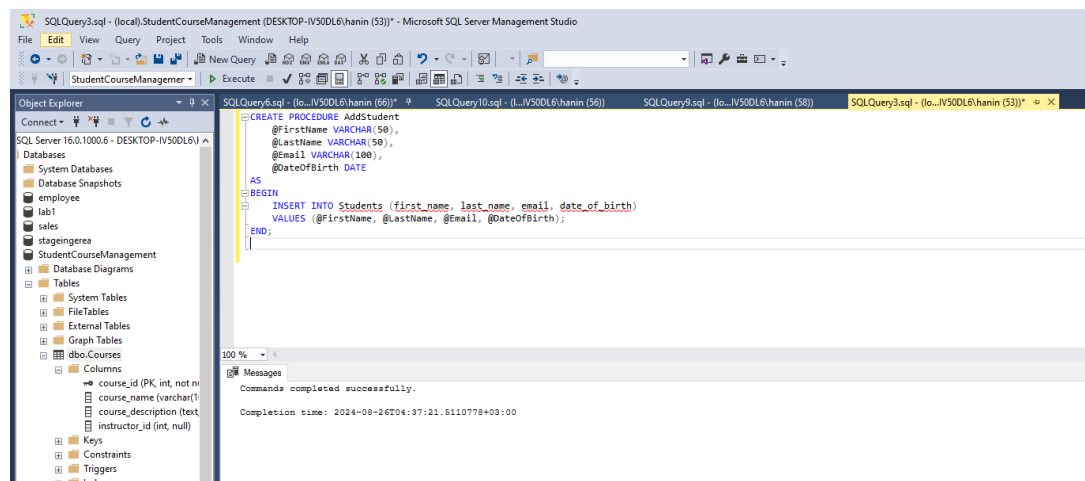 SQLQuery3.sql - (local).StudentCourseManagement (DESKTOP-IV50DL6\hanin (53))* - Microsoft SQL Server Management Studio
File Edit View Query Project Tools Window Help
New Query
StudentCourseManagemer Execute
Object Explorer
SQLQuery6.sql - (lo...IV50DL6\hanin (66))* SQLQuery10.sql - (l...IV50DL6\hanin (56)) SQLQuery9.sql - (lo...IV50DL6\hanin (58)) SQLQuery3.sql - (lo...IV50DL6\hanin (53))*
Connect
SQL Server 16.0.1000.6 - DESKTOP-IV50DL6\
Databases
System Databases
Database Snapshots
employee
lab1
sales
stageingerea
StudentCourseManagement
Database Diagrams
Tables
System Tables
FileTables
External Tables
Graph Tables
dbo.Courses
Columns
course_id (PK, int, not nu
course_name (varchar(1
course_description (text,
instructor_id (int, null)
Keys
Constraints
Triggers
CREATE PROCEDURE AddStudent
@FirstName VARCHAR(50),
@LastName VARCHAR(50),
@Email VARCHAR(100),
@DateOfBirth DATE
AS
BEGIN
INSERT INTO Students (first_name, last_name, email, date_of_birth)
VALUES (@FirstName, @LastName, @Email, @DateOfBirth);
END;
100 %
Messages
Commands completed successfully.
Completion time: 2024-08-26T04:37:21.5110778+03:00